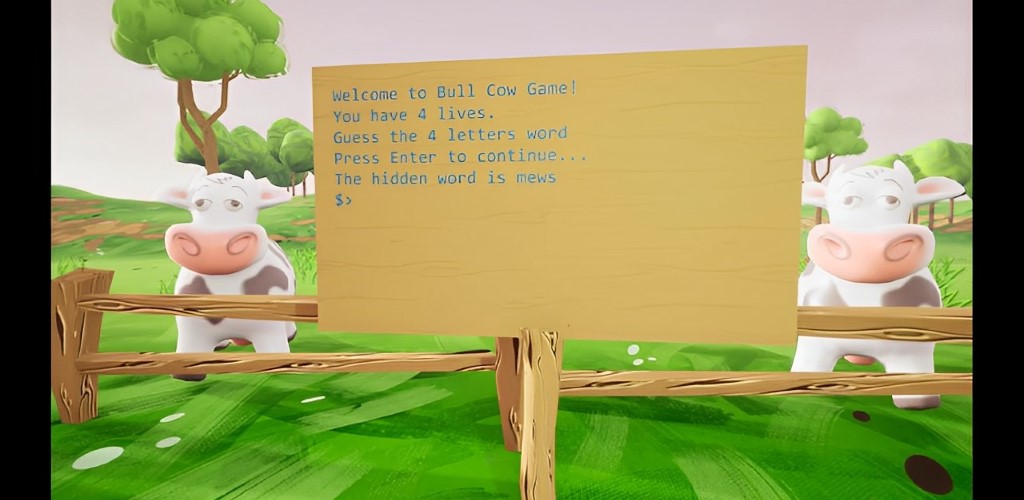 Welcome to Bull Cow Game!
You have 4 lives.
Guess the 4 letters word
Press Enter to continue...
The hidden word is mews
$>